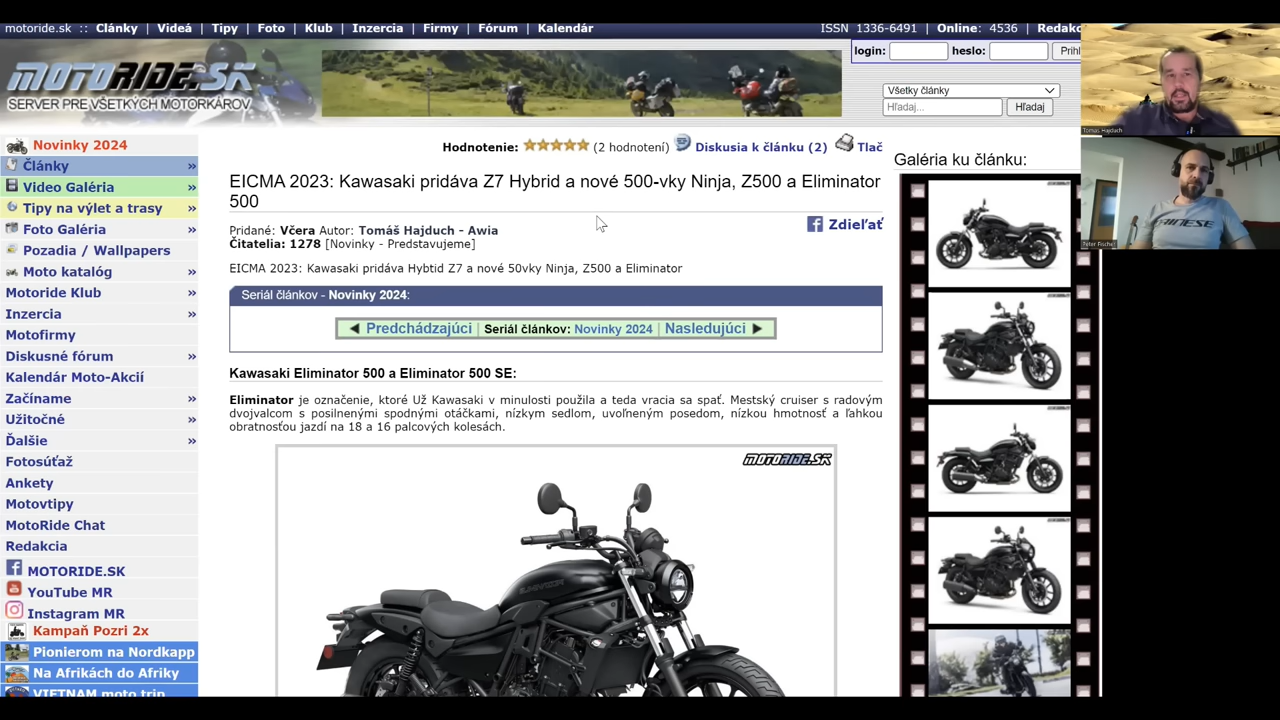 motoride.sk :: Články | Videá | Tipy | Foto | Klub | Inzercia | Firmy | Fórum | Kalendár
ISSN 1336-6491 | Online: 4536 | Redakc
MOTORIDE.SK
SERVER PRE VŠETKÝCH MOTORKÁROV
login:
heslo:
Prihl
Všetky články
Hľadaj...
Hľadaj
Tomas Hajduch
Peter Fischer
Novinky 2024
Články »
Video Galéria »
Tipy na výlet a trasy »
Foto Galéria »
Pozadia / Wallpapers
Moto katalóg »
Motoride Klub »
Inzercia »
Motofirmy
Diskusné fórum »
Kalendár Moto-Akcií
Začíname »
Užitočné »
Ďalšie »
Fotosúťaž
Ankety
Motovtipy
MotoRide Chat
Redakcia
MOTORIDE.SK
YouTube MR
Instagram MR
Kampaň Pozri 2x
Pionierom na Nordkapp
Na Afrikách do Afriky
VIETNAM moto trip
Hodnotenie: (2 hodnotení) Diskusia k článku (2) Tlač
EICMA 2023: Kawasaki pridáva Z7 Hybrid a nové 500-vky Ninja, Z500 a Eliminator
500
Zdieľať
Pridané: Včera Autor: Tomáš Hajduch - Awia
Čitatelia: 1278 [Novinky - Predstavujeme]
EICMA 2023: Kawasaki pridáva Hybtid Z7 a nové 50vky Ninja, Z500 a Eliminator
Seriál článkov - Novinky 2024:
◄ Predchádzajúci | Seriál článkov: Novinky 2024 | Nasledujúci ►
Kawasaki Eliminator 500 a Eliminator 500 SE:
Eliminator je označenie, ktoré Už Kawasaki v minulosti použila a teda vracia sa spať. Mestský cruiser s radovým
dvojvalcom s posilnenými spodnými otáčkami, nízkym sedlom, uvoľneným posedom, nízkou hmotnosť a ľahkou
obratnosťou jazdí na 18 a 16 palcových kolesách.
MOTORIDE.SK
ELIMINATOR
Galéria ku článku:
DAINESE